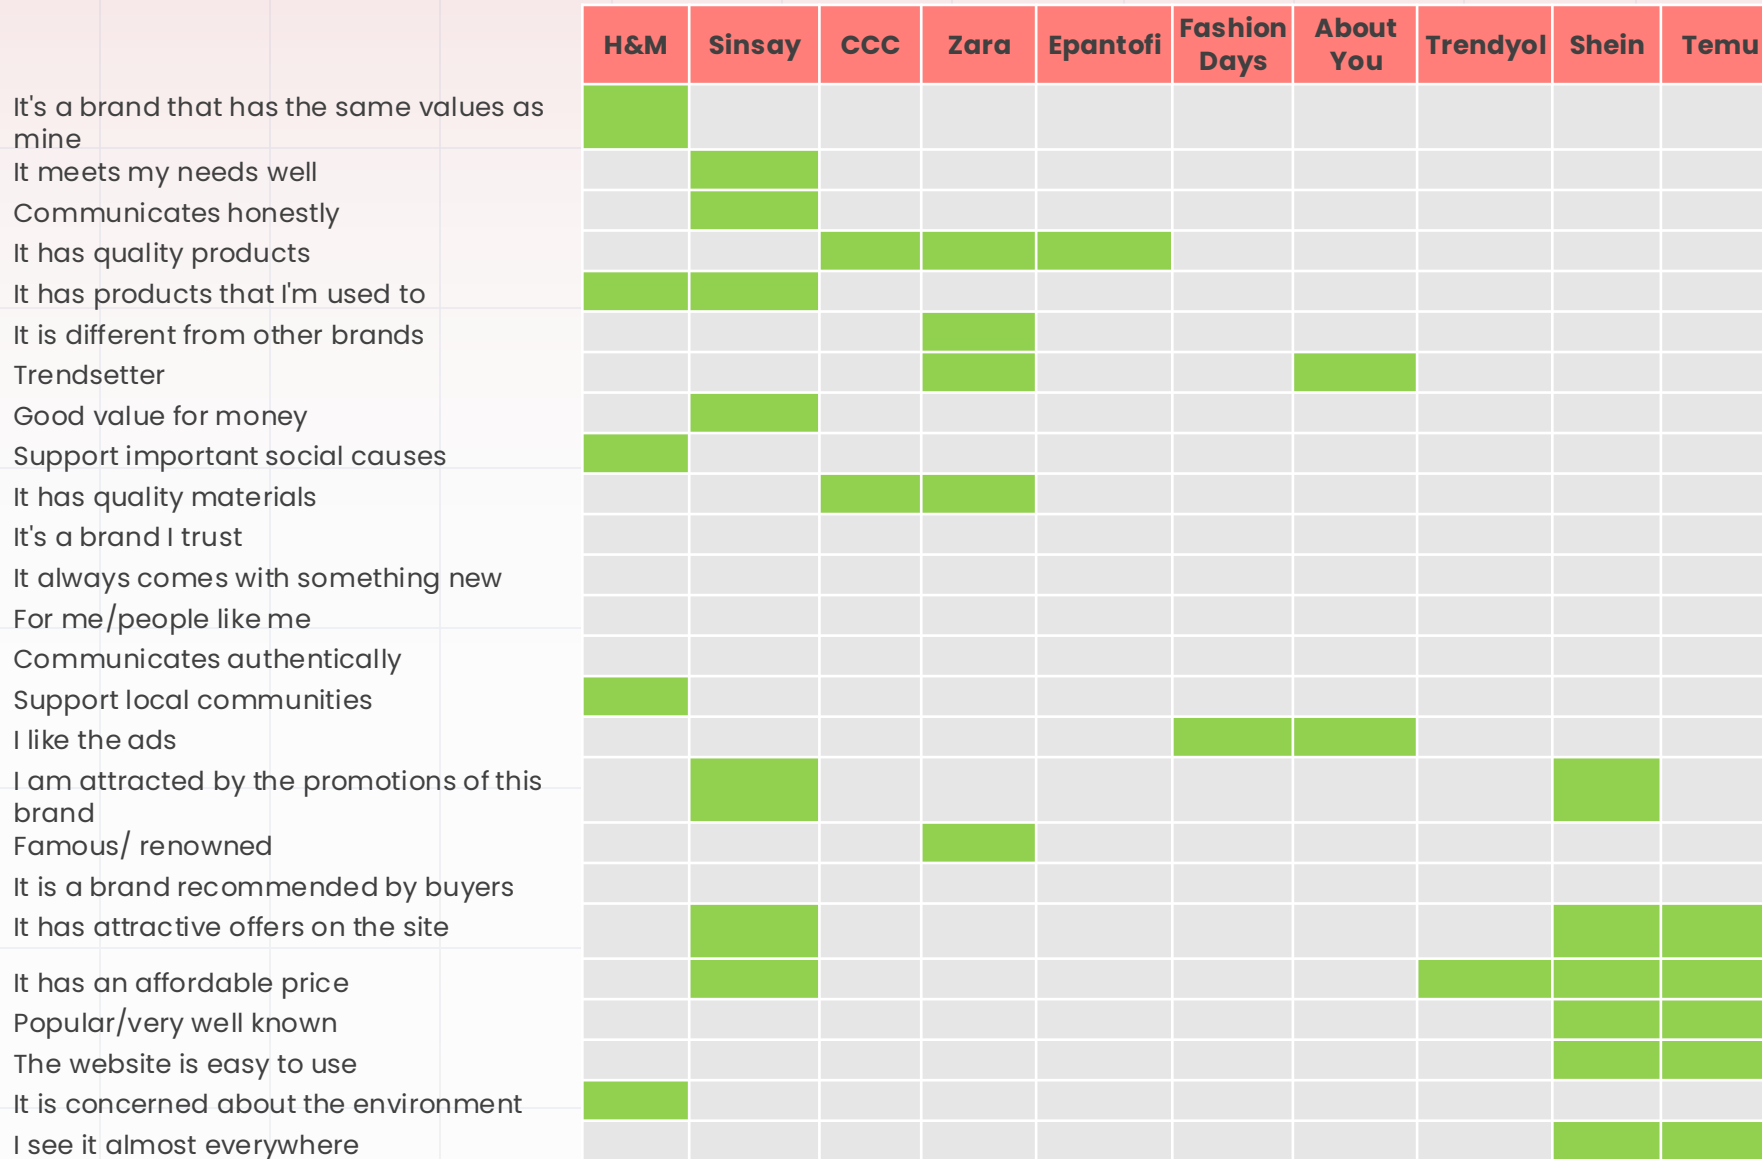 H&M Sinsay CCC Zara Epantofi Fashion Days About You Trendyol Shein Temu
It's a brand that has the same values as
mine
It meets my needs well
Communicates honestly
It has quality products
It has products that I'm used to
It is different from other brands
Trendsetter
Good value for money
Support important social causes
It has quality materials
It's a brand I trust
It always comes with something new
For me/people like me
Communicates authentically
Support local communities
I like the ads
I am attracted by the promotions of this
brand
Famous/ renowned
It is a brand recommended by buyers
It has attractive offers on the site
It has an affordable price
Popular/very well known
The website is easy to use
It is concerned about the environment
I see it almost everywhere